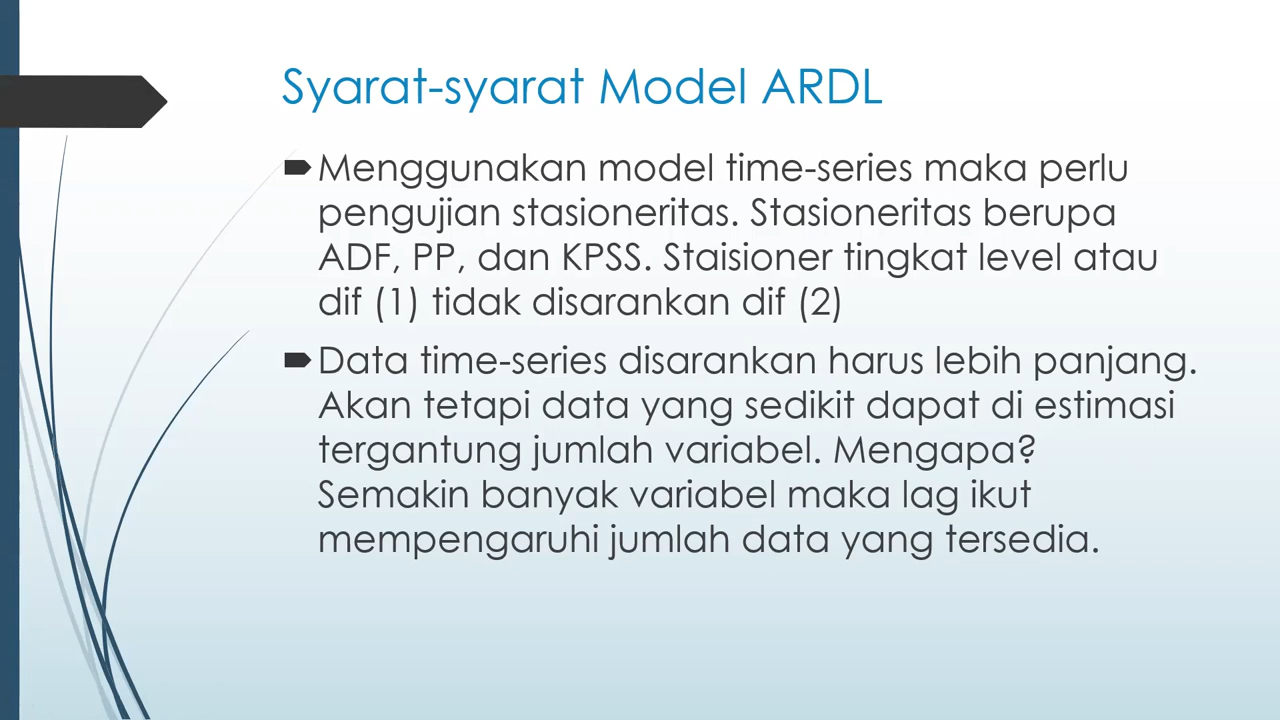 Syarat-syarat Model ARDL
Menggunakan model time-series maka perlu
pengujian stasioneritas. Stasioneritas berupa
ADF, PP, dan KPSS. Staisioner tingkat level atau
dif (1) tidak disarankan dif (2)
Data time-series disarankan harus lebih panjang.
Akan tetapi data yang sedikit dapat di estimasi
tergantung jumlah variabel. Mengapa?
Semakin banyak variabel maka lag ikut
mempengaruhi jumlah data yang tersedia.